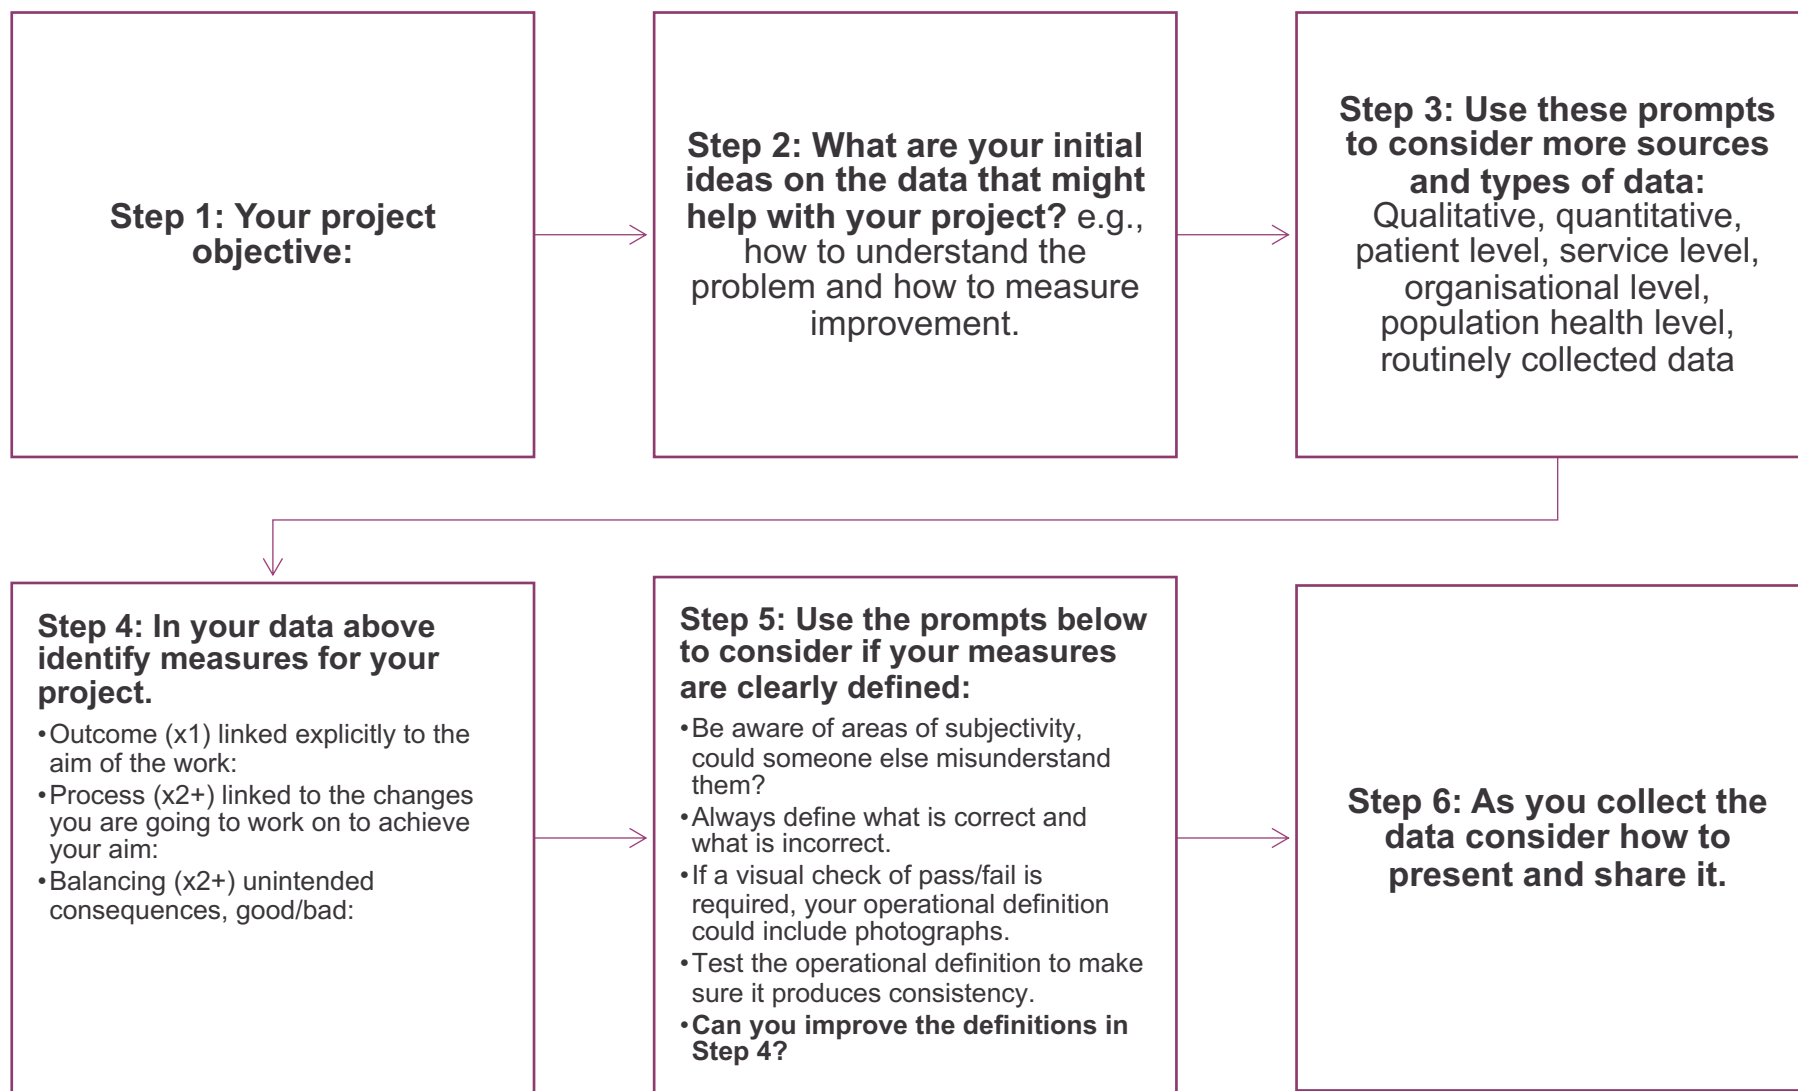 Step 1: Your project
objective:
Step 2: What are your initial
ideas on the data that might
help with your project? e.g.,
how to understand the
problem and how to measure
improvement.
Step 3: Use these prompts
to consider more sources
and types of data:
Qualitative, quantitative,
patient level, service level,
organisational level,
population health level,
routinely collected data
Step 4: In your data above
identify measures for your
project.
•Outcome (x1) linked explicitly to the
aim of the work:
•Process (x2+) linked to the changes
you are going to work on to achieve
your aim:
•Balancing (x2+) unintended
consequences, good/bad:
Step 5: Use the prompts below
to consider if your measures
are clearly defined:
•Be aware of areas of subjectivity,
could someone else misunderstand
them?
•Always define what is correct and
what is incorrect.
•If a visual check of pass/fail is
required, your operational definition
could include photographs.
•Test the operational definition to make
sure it produces consistency.
•Can you improve the definitions in
Step 4?
Step 6: As you collect the
data consider how to
present and share it.